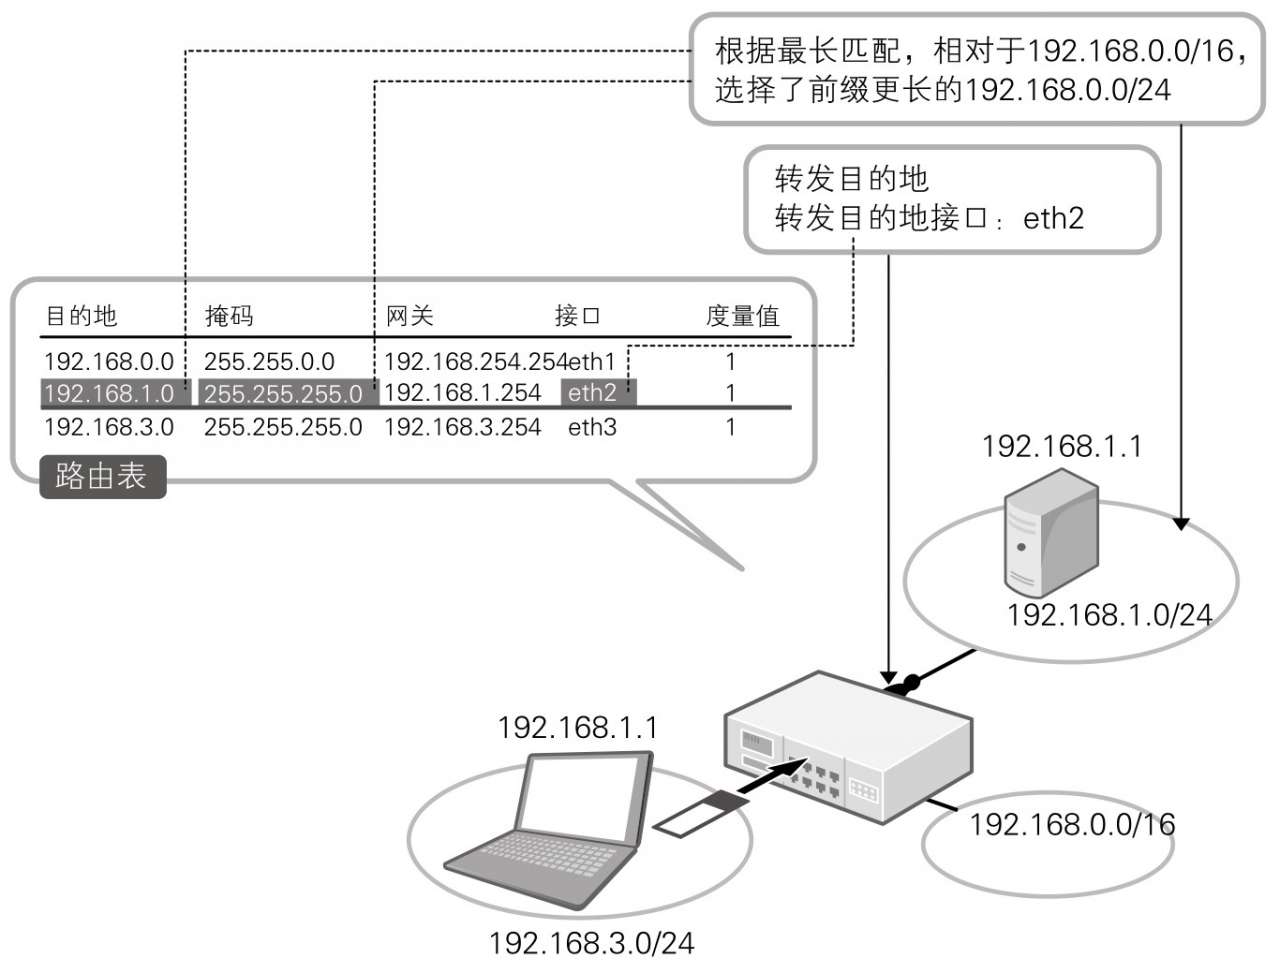 根据最长匹配，相对于192.168.0.0/16，
选择了前缀更长的192.168.0.0/24
转发目的地
转发目的地接口：eth2
目的地 掩码 网关 接口 度量值
192.168.0.0 255.255.0.0 192.168.254.254 eth1 1
192.168.1.0 255.255.255.0 192.168.1.254 eth2 1
192.168.3.0 255.255.255.0 192.168.3.254 eth3 1
路由表
192.168.1.1
192.168.1.0/24
192.168.1.1
192.168.0.0/16
192.168.3.0/24